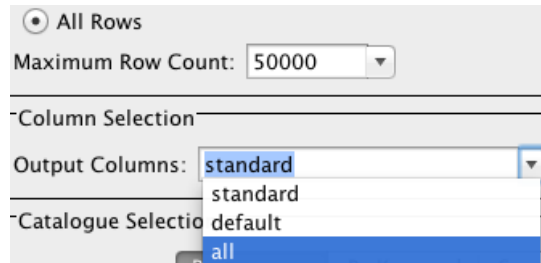 All Rows
Maximum Row Count: 50000
Column Selection
Output Columns: standard
standard
Catalogue Selectio default
all